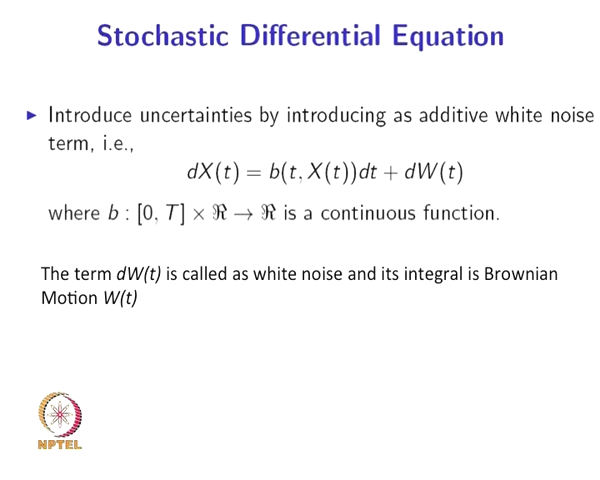 Stochastic Differential Equation
▶ Introduce uncertainties by introducing as additive white noise
term, i.e.,
dX(t) = b(t, X(t))dt + dW(t)
where b : [0, T] × ℜ → ℜ is a continuous function.
The term dW(t) is called as white noise and its integral is Brownian
Motion W(t)
NPTEL